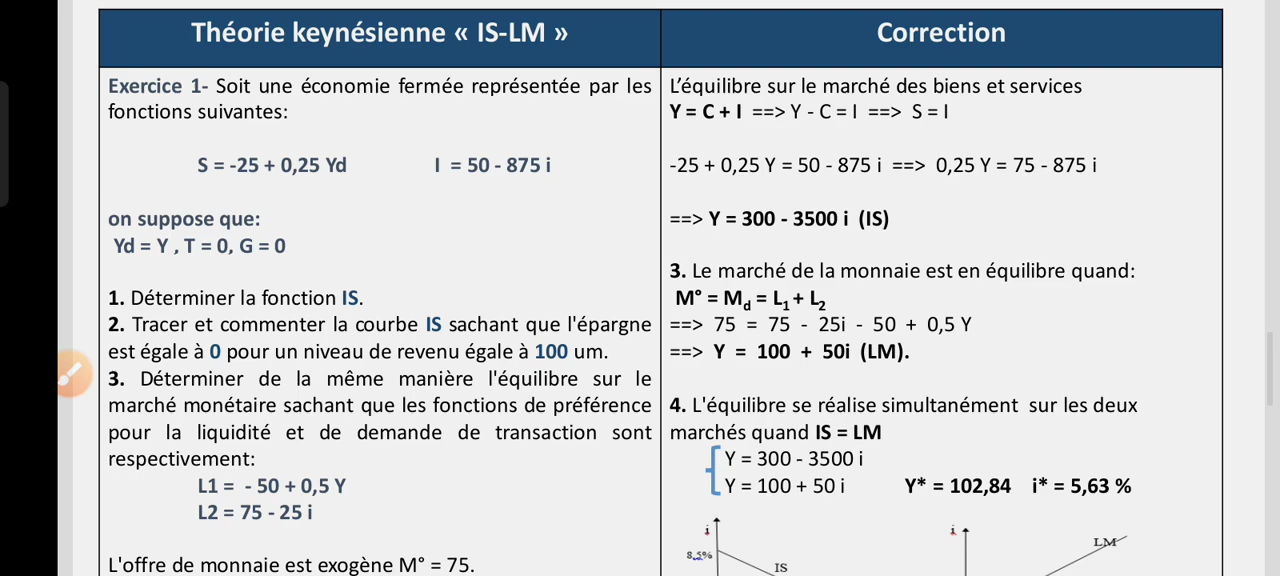 Théorie keynésienne « IS-LM »
Correction
Exercice 1- Soit une économie fermée représentée par les
fonctions suivantes:
S = -25 + 0,25 Yd I = 50 - 875 i
on suppose que:
Yd = Y , T = 0, G = 0
1. Déterminer la fonction IS.
2. Tracer et commenter la courbe IS sachant que l'épargne
est égale à 0 pour un niveau de revenu égale à 100 um.
3. Déterminer de la même manière l'équilibre sur le
marché monétaire sachant que les fonctions de préférence
pour la liquidité et de demande de transaction sont
respectivement:
L1 = - 50 + 0,5 Y
L2 = 75 - 25 i
L'offre de monnaie est exogène M° = 75.
L’équilibre sur le marché des biens et services
Y = C + I ==> Y - C = I ==> S = I
-25 + 0,25 Y = 50 - 875 i ==> 0,25 Y = 75 - 875 i
==> Y = 300 - 3500 i (IS)
3. Le marché de la monnaie est en équilibre quand:
M° = Md = L1 + L2
==> 75 = 75 - 25i - 50 + 0,5 Y
==> Y = 100 + 50i (LM).
4. L'équilibre se réalise simultanément sur les deux
marchés quand IS = LM
Y = 300 - 3500 i
Y = 100 + 50 i Y* = 102,84 i* = 5,63 %
i
8,5%
IS
i
LM